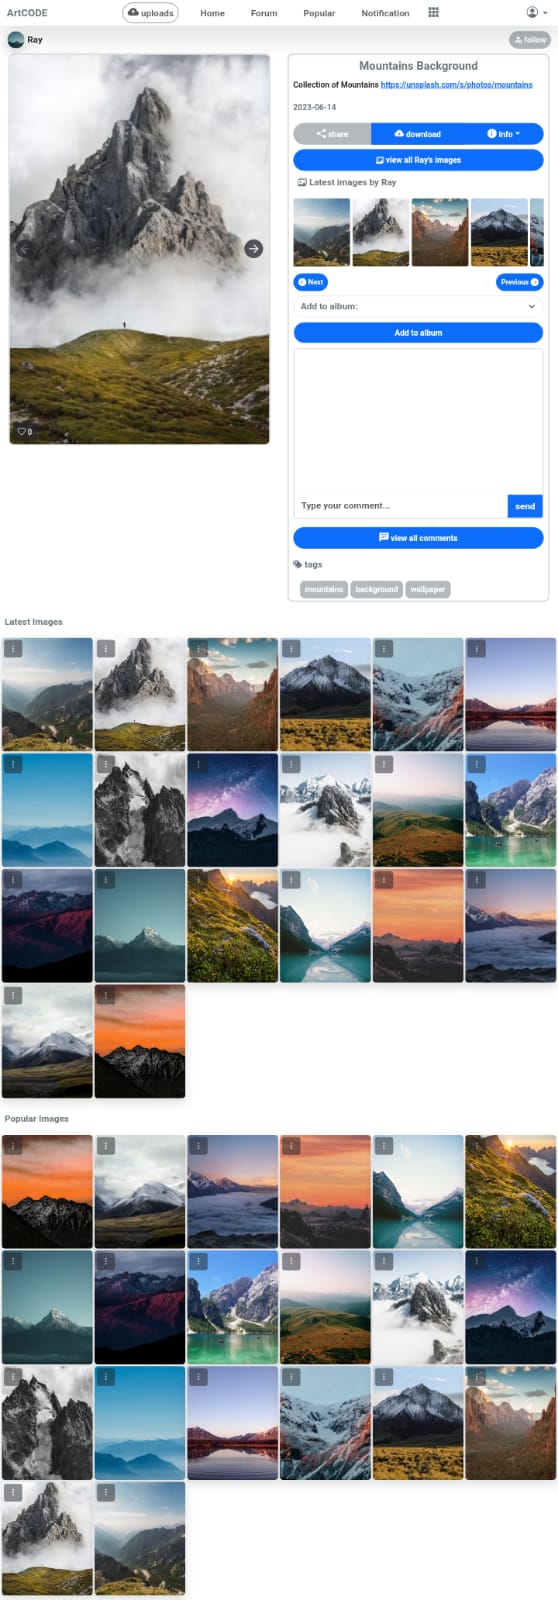 ArtCODE
uploads
Home
Forum
Popular
Notification
Ray
follow
0
Mountains Background
Collection of Mountains https://unsplash.com/s/photos/mountains
2023-06-14
share
download
info
view all Ray's images
Latest images by Ray
Next
Previous
Add to album:
Add to album
Type your comment...
send
view all comments
tags
mountains
background
wallpaper
Latest Images
Popular Images